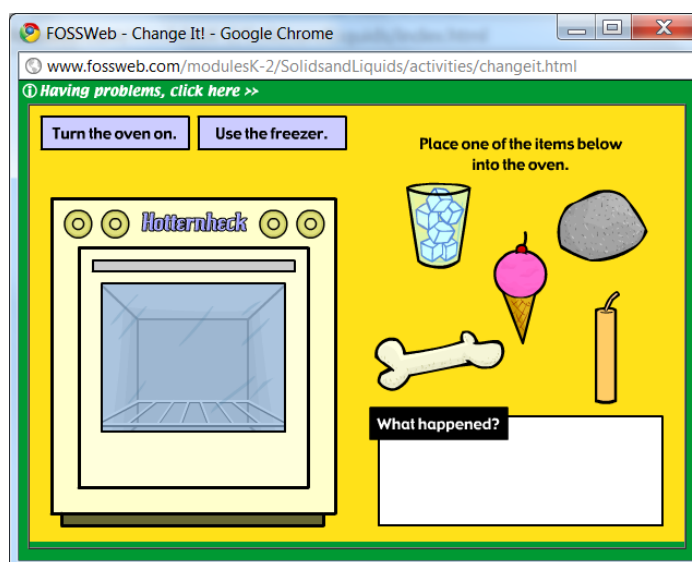 FOSSWeb - Change It! - Google Chrome
www.fossweb.com/modulesK-2/SolidsandLiquids/activities/changeit.html
Having problems, click here >>
Turn the oven on.
Use the freezer.
Place one of the items below
into the oven.
Hotternheck
What happened?